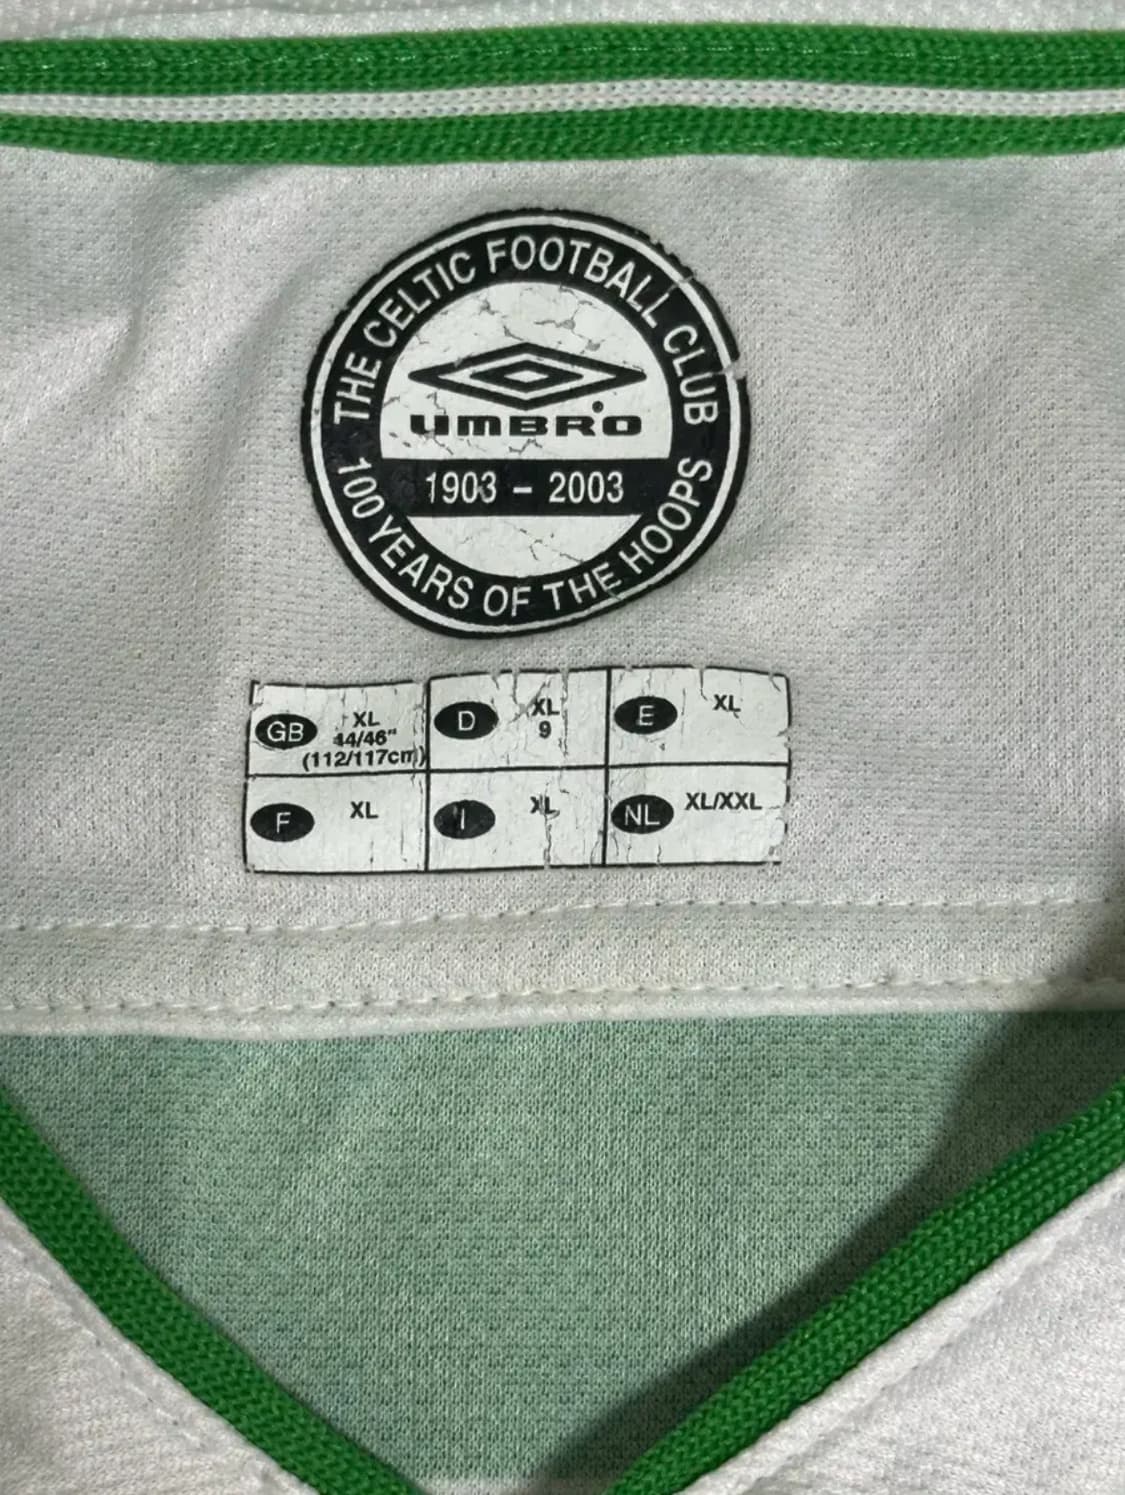 THE CELTIC FOOTBALL CLUB
UMBRO
1903 - 2003
100 YEARS OF THE HOOPS
GB XL
44/46"
(112/117cm)
D XL
9
E XL
F XL
I XL
NL XL/XXL